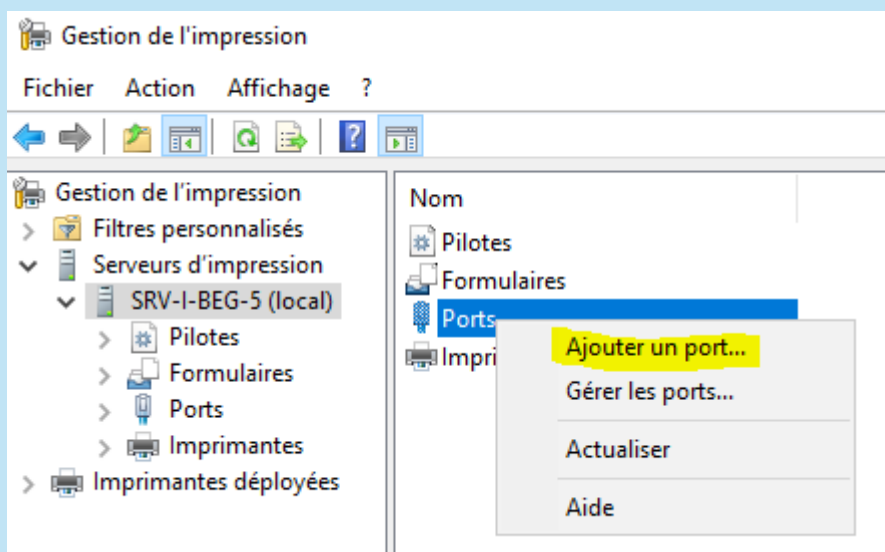 Gestion de l'impression
Fichier Action Affichage ?
Gestion de l'impression
Filtres personnalisés
Serveurs d'impression
SRV-I-BEG-5 (local)
Pilotes
Formulaires
Ports
Imprimantes
Imprimantes déployées
Nom
Pilotes
Formulaires
Ports
Impri
Ajouter un port...
Gérer les ports...
Actualiser
Aide